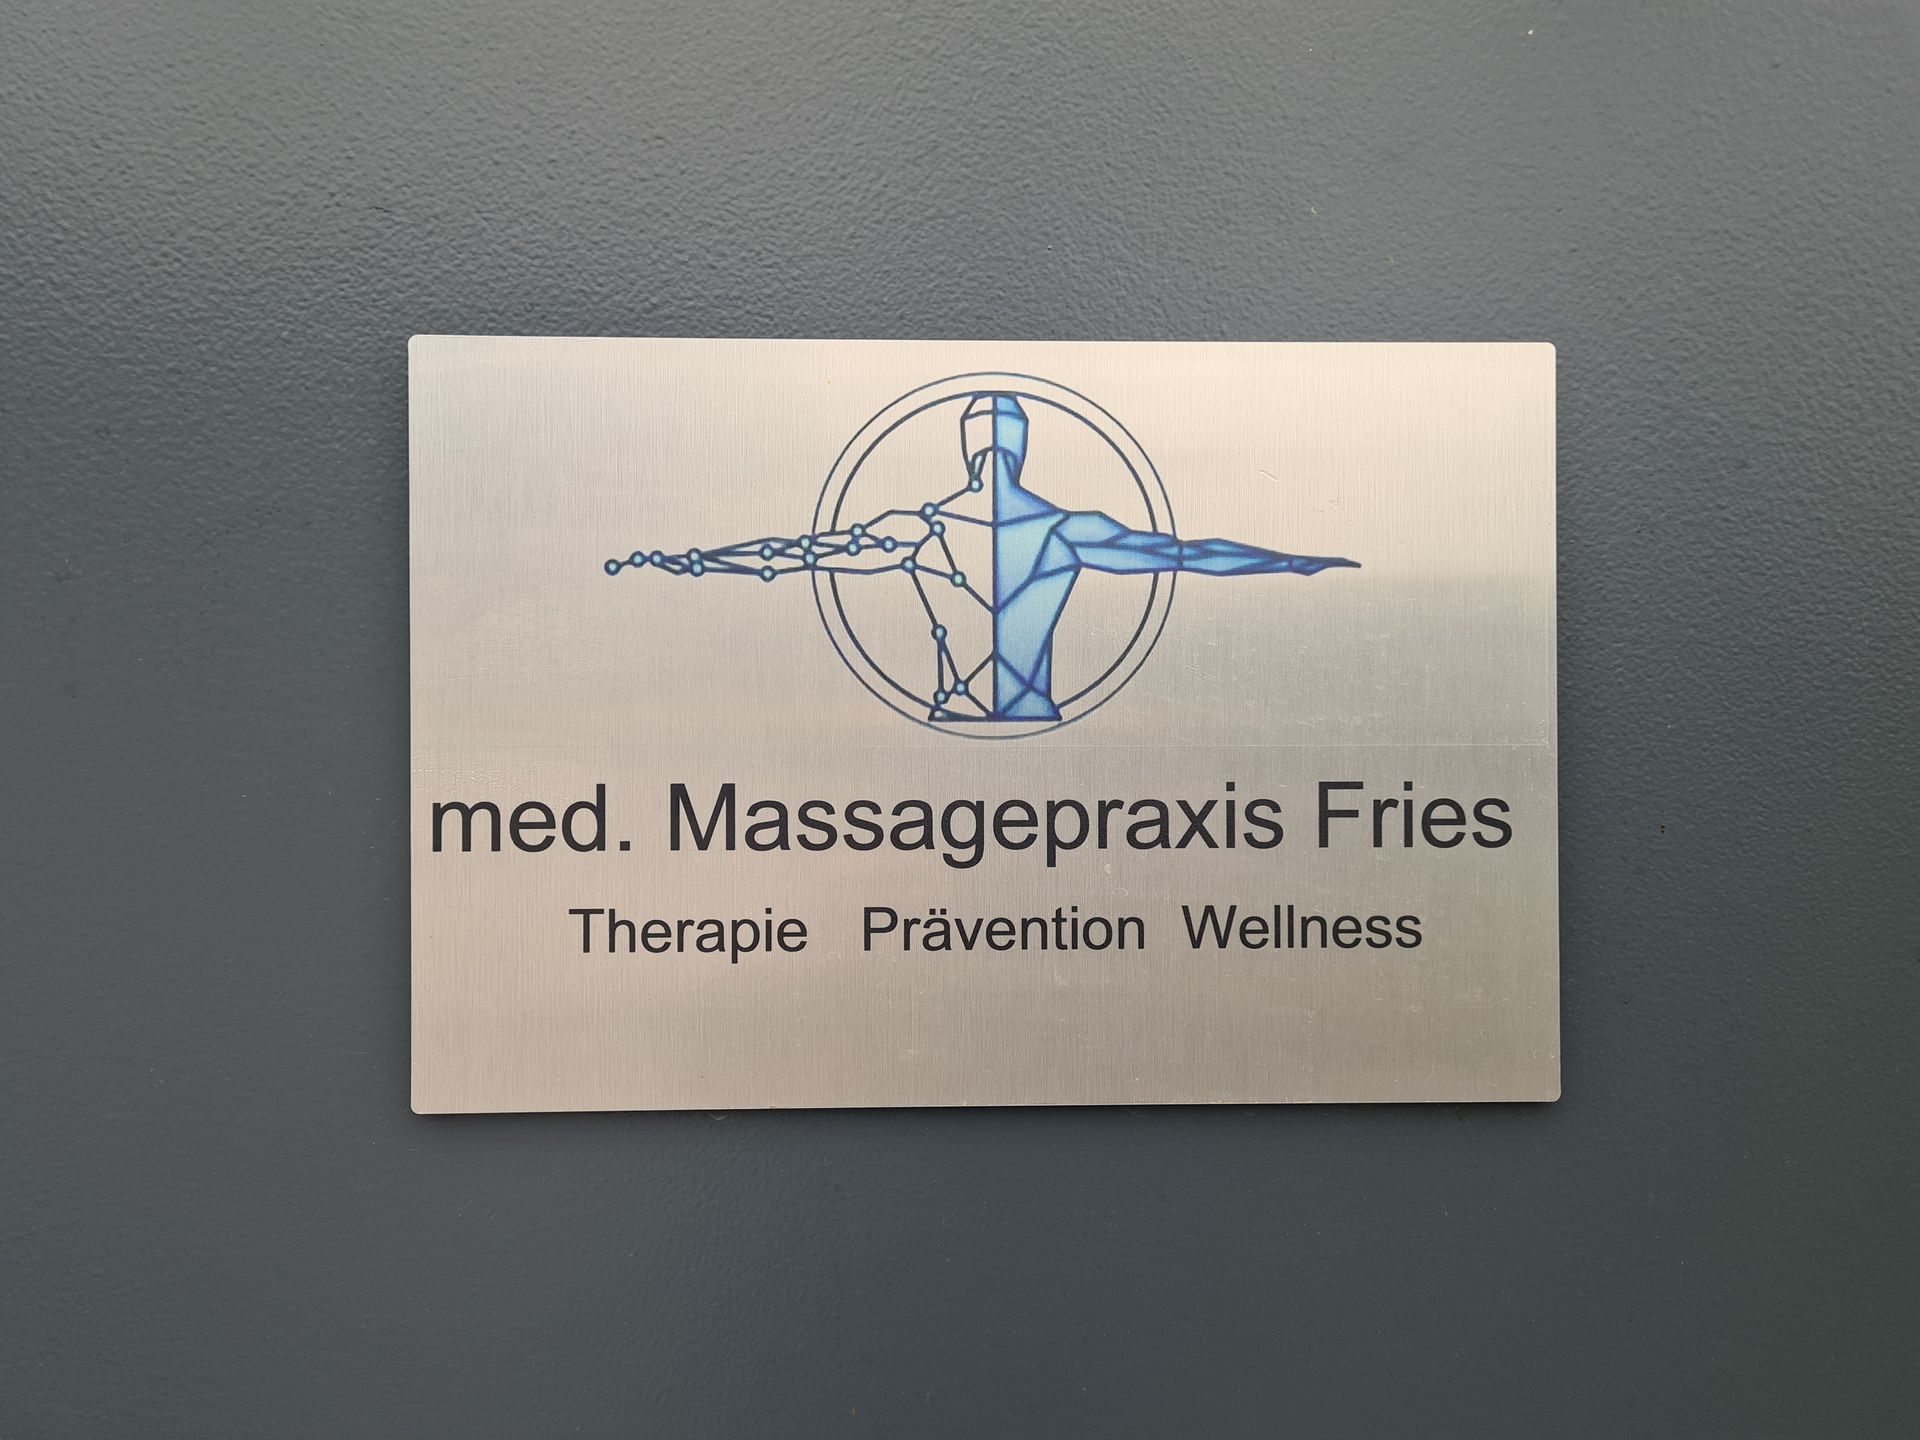 med. Massagepraxis Fries
Therapie Prävention Wellness